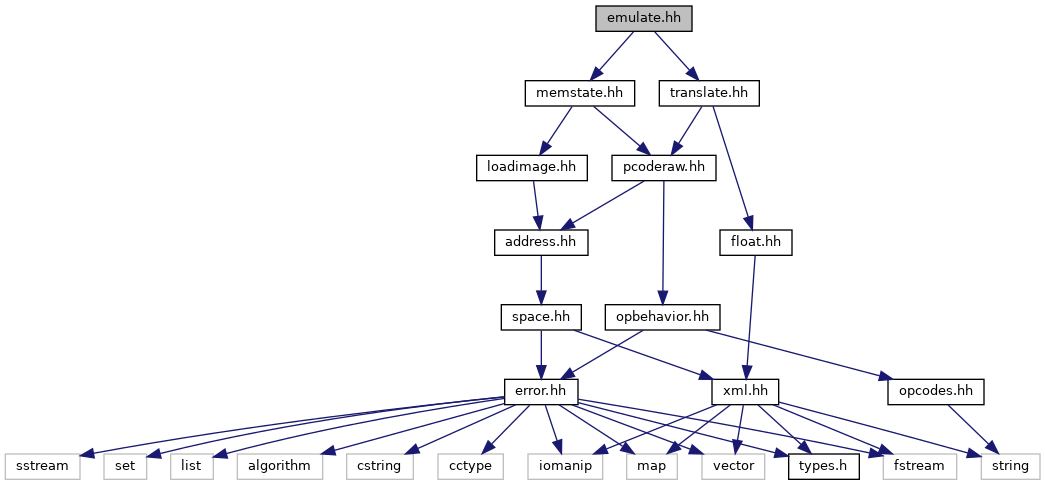 emulate.hh
memstate.hh
translate.hh
loadimage.hh
pcoderaw.hh
address.hh
float.hh
space.hh
opbehavior.hh
error.hh
xml.hh
opcodes.hh
sstream
set
list
algorithm
cstring
cctype
iomanip
map
vector
types.h
fstream
string